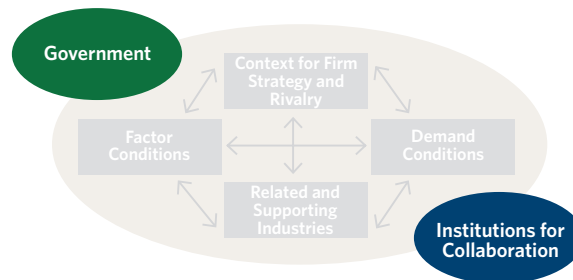 Government
Context for Firm
Strategy and
Rivalry
Factor
Conditions
Demand
Conditions
Related and
Supporting
Industries
Institutions for
Collaboration